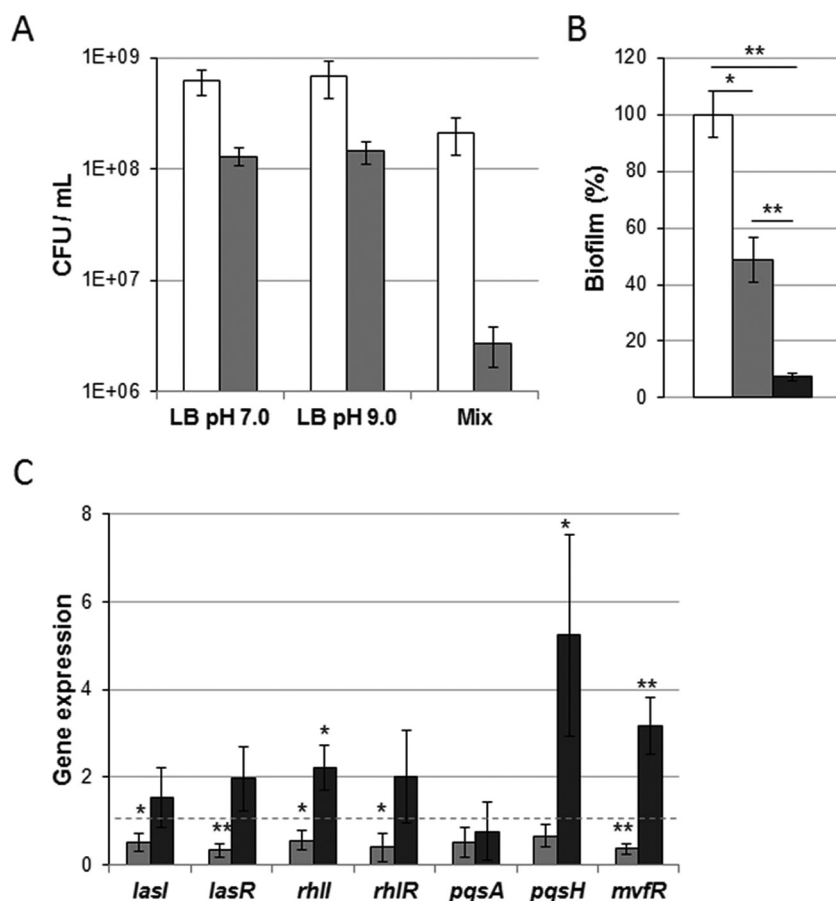 A
CFU / mL
1E+09
1E+08
1E+07
1E+06
LB pH 7.0 LB pH 9.0 Mix
B
Biofilm (%)
120
100
80
60
40
20
0
**
*
**
C
Gene expression
8
6
4
2
0
* ** * * * * ** **
lasI lasR rhlI rhlR pqsA pqsH mvfR